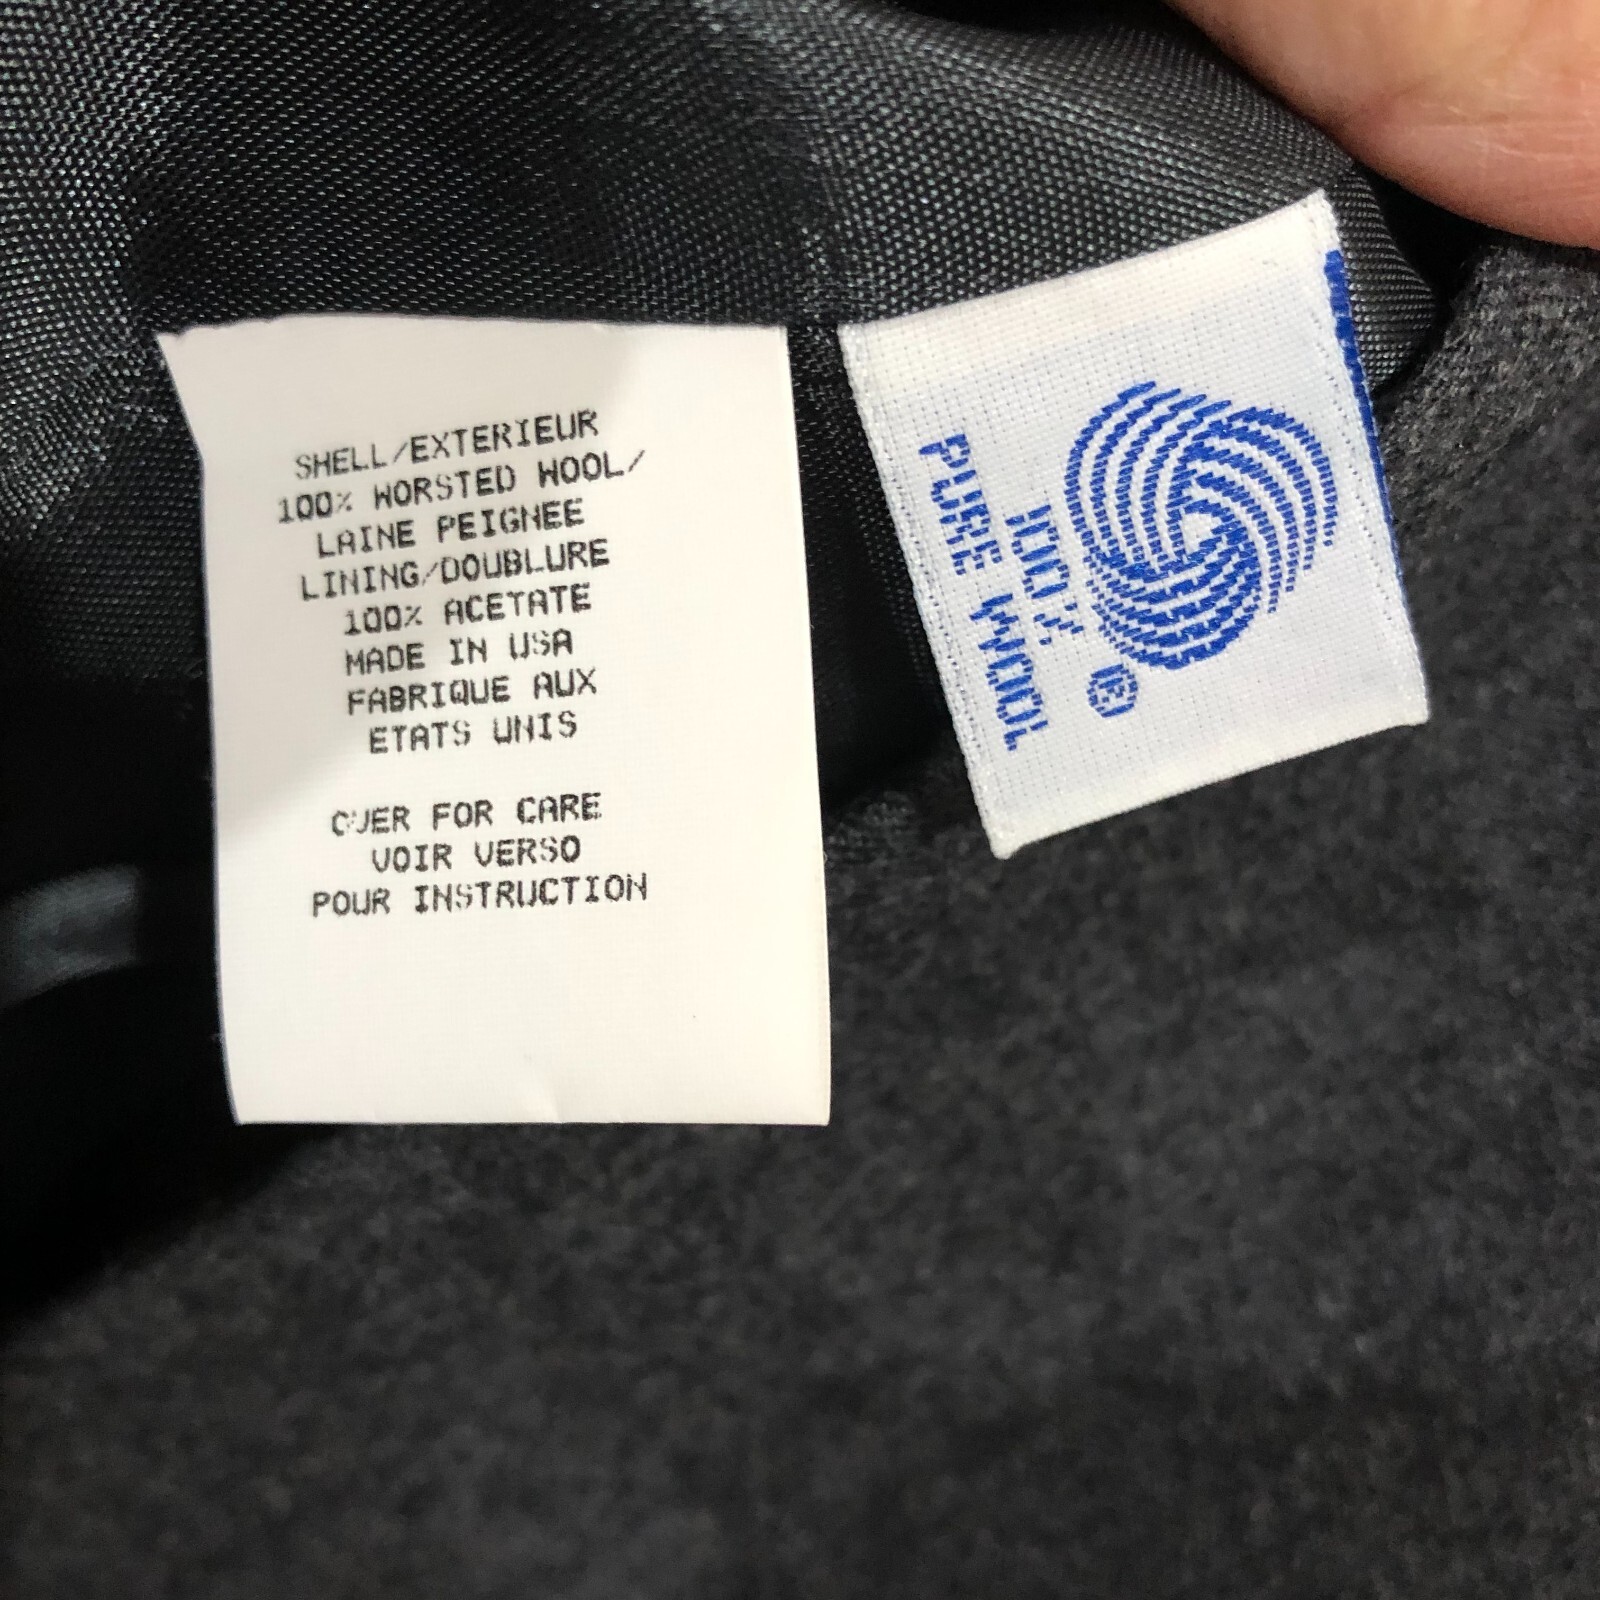 SHELL/EXTERIEUR
100% WORSTED WOOL/
LAINE PEIGNEE
LINING/DOUBLURE
100% ACETATE
MADE IN USA
FABRIQUE AUX
ETATS UNIS
OVER FOR CARE
VOIR VERSO
POUR INSTRUCTION
100% ®
PURE WOOL